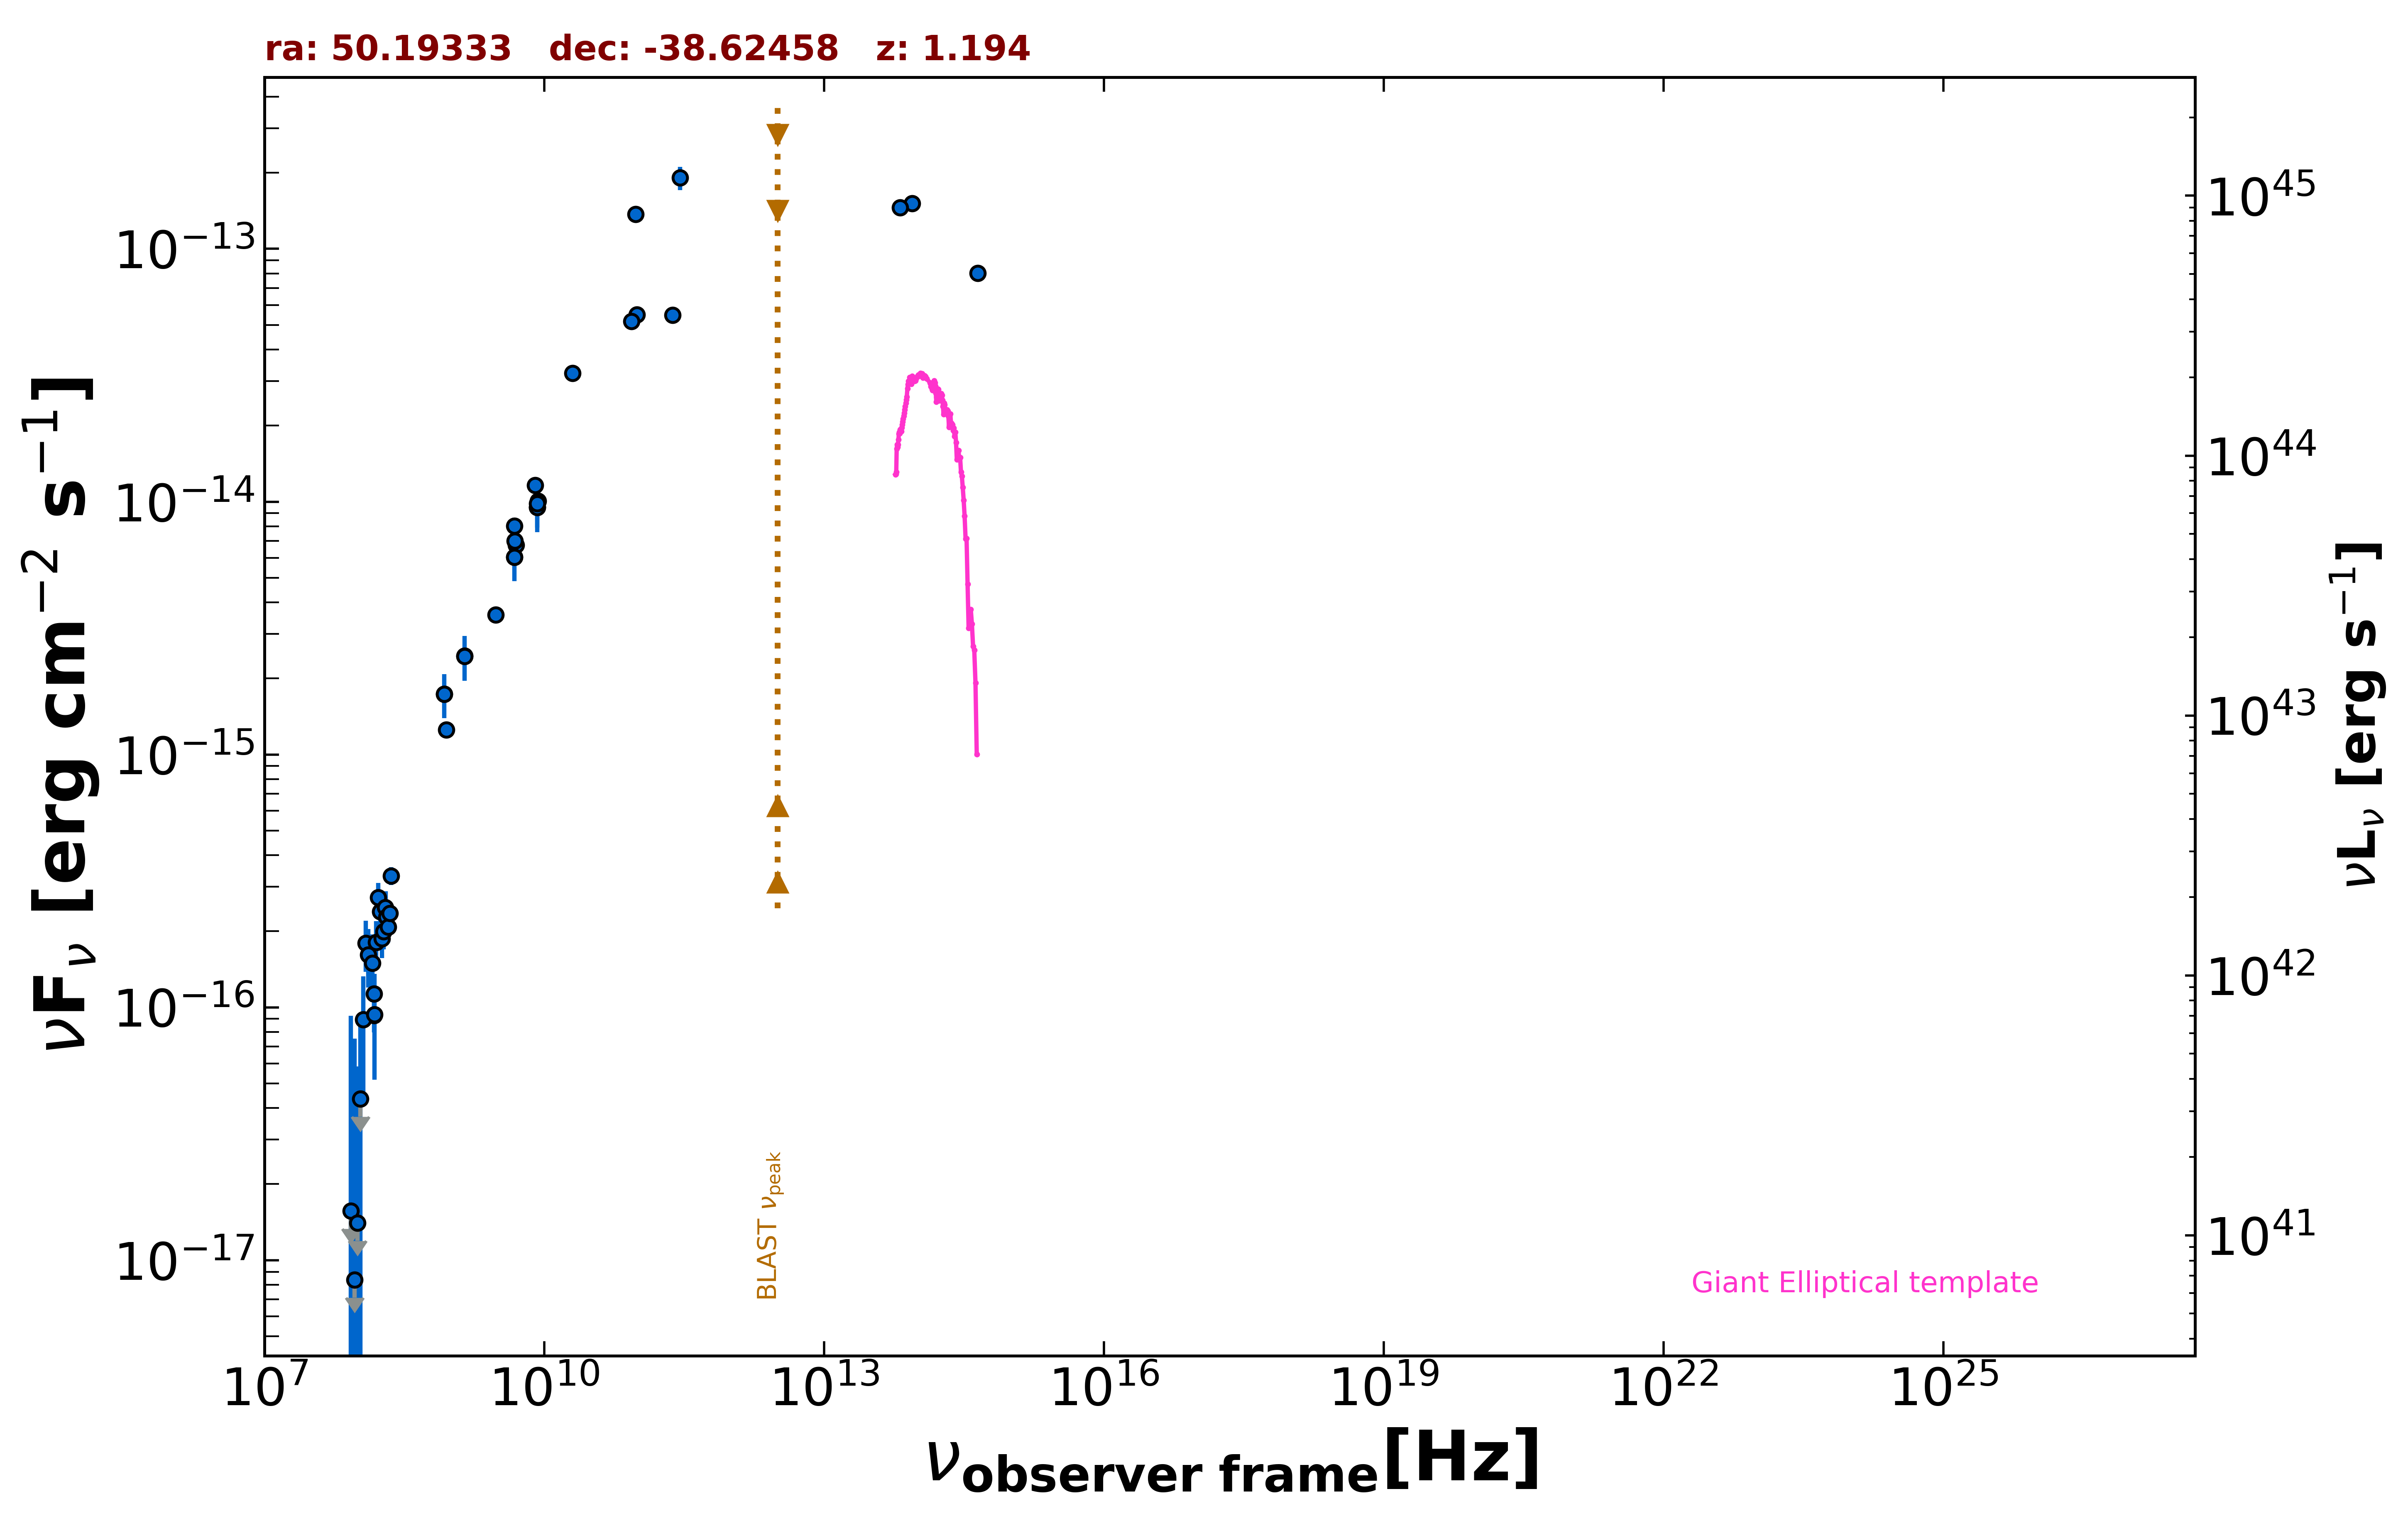 ra: 50.19333   dec: -38.62458   z: 1.194
νFν [erg cm−2 s−1]
10−13
10−14
10−15
10−16
10−17
1045
1044
1043
1042
1041
νLν [erg s−1]
BLAST νpeak
Giant Elliptical template
107
1010
1013
1016
1019
1022
1025
νobserver frame[Hz]